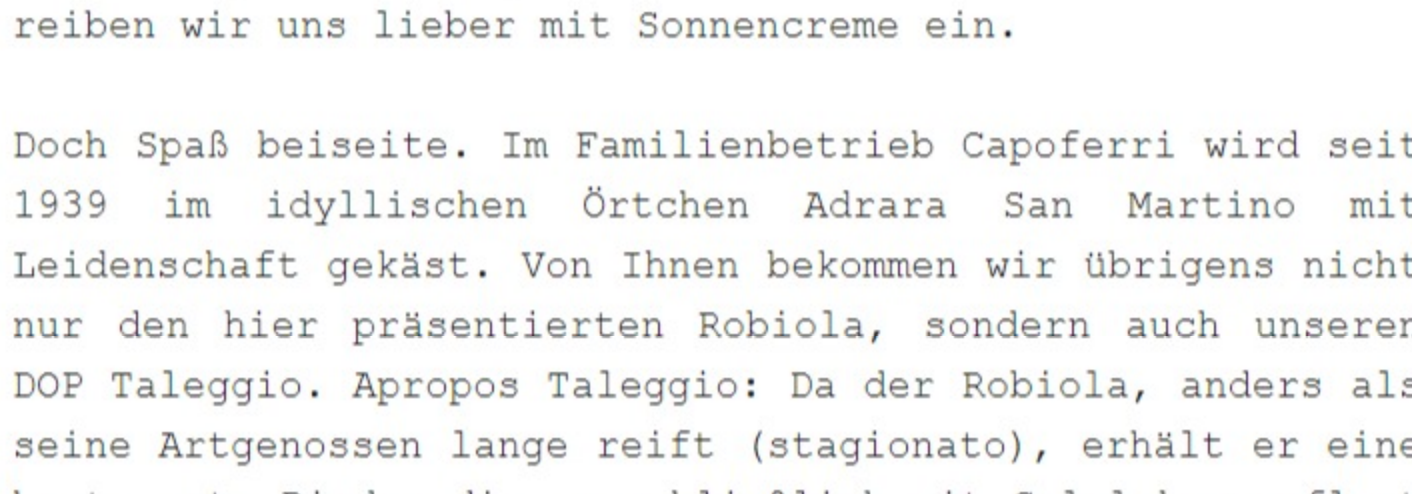 reiben wir uns lieber mit Sonnencreme ein.
Doch Spaß beiseite. Im Familienbetrieb Capoferri wird seit
1939 im idyllischen Örtchen Adrara San Martino mit
Leidenschaft gekäst. Von Ihnen bekommen wir übrigens nicht
nur den hier präsentierten Robiola, sondern auch unseren
DOP Taleggio. Apropos Taleggio: Da der Robiola, anders als
seine Artgenossen lange reift (stagionato), erhält er eine